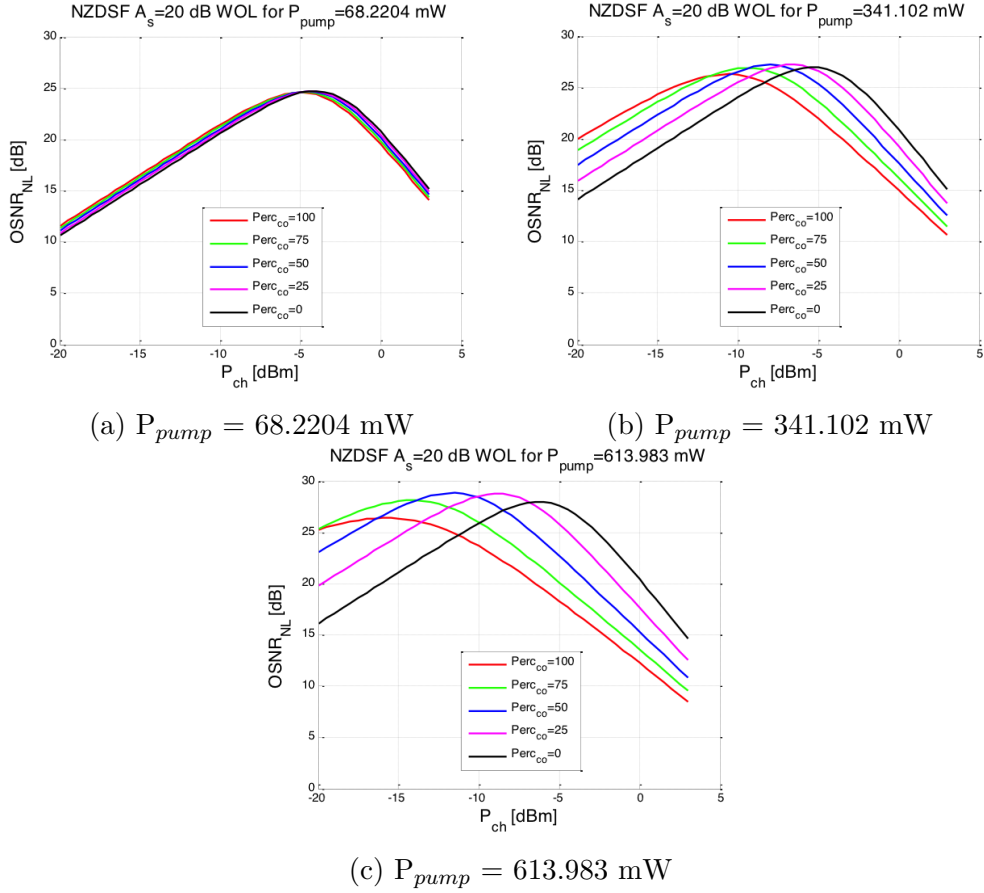 NZDSF A_s=20 dB WOL for P_pump=68.2204 mW
30
25
20
15
10
5
0
OSNR_NL [dB]
Perc_co=100
Perc_co=75
Perc_co=50
Perc_co=25
Perc_co=0
-20 -15 -10 -5 0 5
P_ch [dBm]
(a) P_pump = 68.2204 mW
NZDSF A_s=20 dB WOL for P_pump=341.102 mW
30
25
20
15
10
5
0
OSNR_NL [dB]
Perc_co=100
Perc_co=75
Perc_co=50
Perc_co=25
Perc_co=0
-20 -15 -10 -5 0 5
P_ch [dBm]
(b) P_pump = 341.102 mW
NZDSF A_s=20 dB WOL for P_pump=613.983 mW
30
25
20
15
10
5
0
OSNR_NL [dB]
Perc_co=100
Perc_co=75
Perc_co=50
Perc_co=25
Perc_co=0
-20 -15 -10 -5 0 5
P_ch [dBm]
(c) P_pump = 613.983 mW